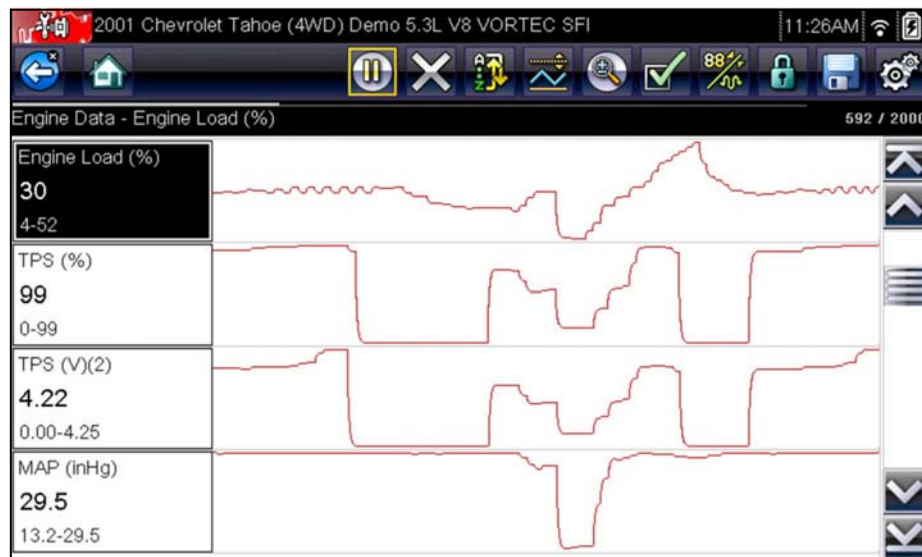 2001 Chevrolet Tahoe (4WD) Demo 5.3L V8 VORTEC SFI 11:26AM
Engine Data - Engine Load (%) 592 / 2000
Engine Load (%)
30
4-52
TPS (%)
99
0-99
TPS (V)(2)
4.22
0.00-4.25
MAP (inHg)
29.5
13.2-29.5